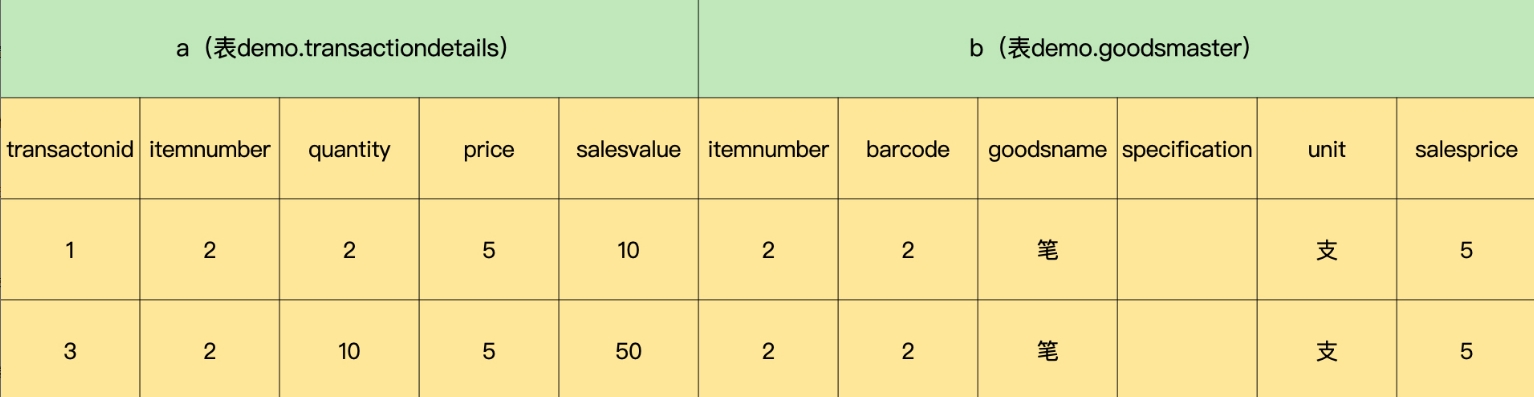 a（表demo.transactiondetails） b（表demo.goodsmaster）
transactonid itemnumber quantity price salesvalue itemnumber barcode goodsname specification unit salesprice
1 2 2 5 10 2 2 笔 支 5
3 2 10 5 50 2 2 笔 支 5